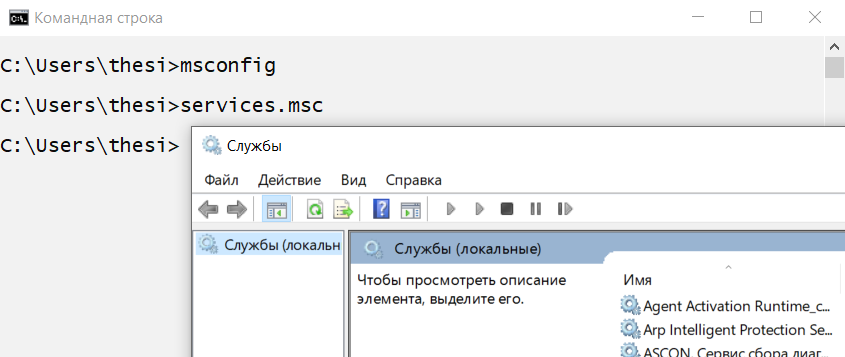 Командная строка
C:\Users\thesi>msconfig
C:\Users\thesi>services.msc
C:\Users\thesi>
Службы
Файл Действие Вид Справка
Службы (локальн
Службы (локальные)
Чтобы просмотреть описание
элемента, выделите его.
Имя
Agent Activation Runtime_c...
Arp Intelligent Protection Se...
ASCON. Сервис сбора диаг...